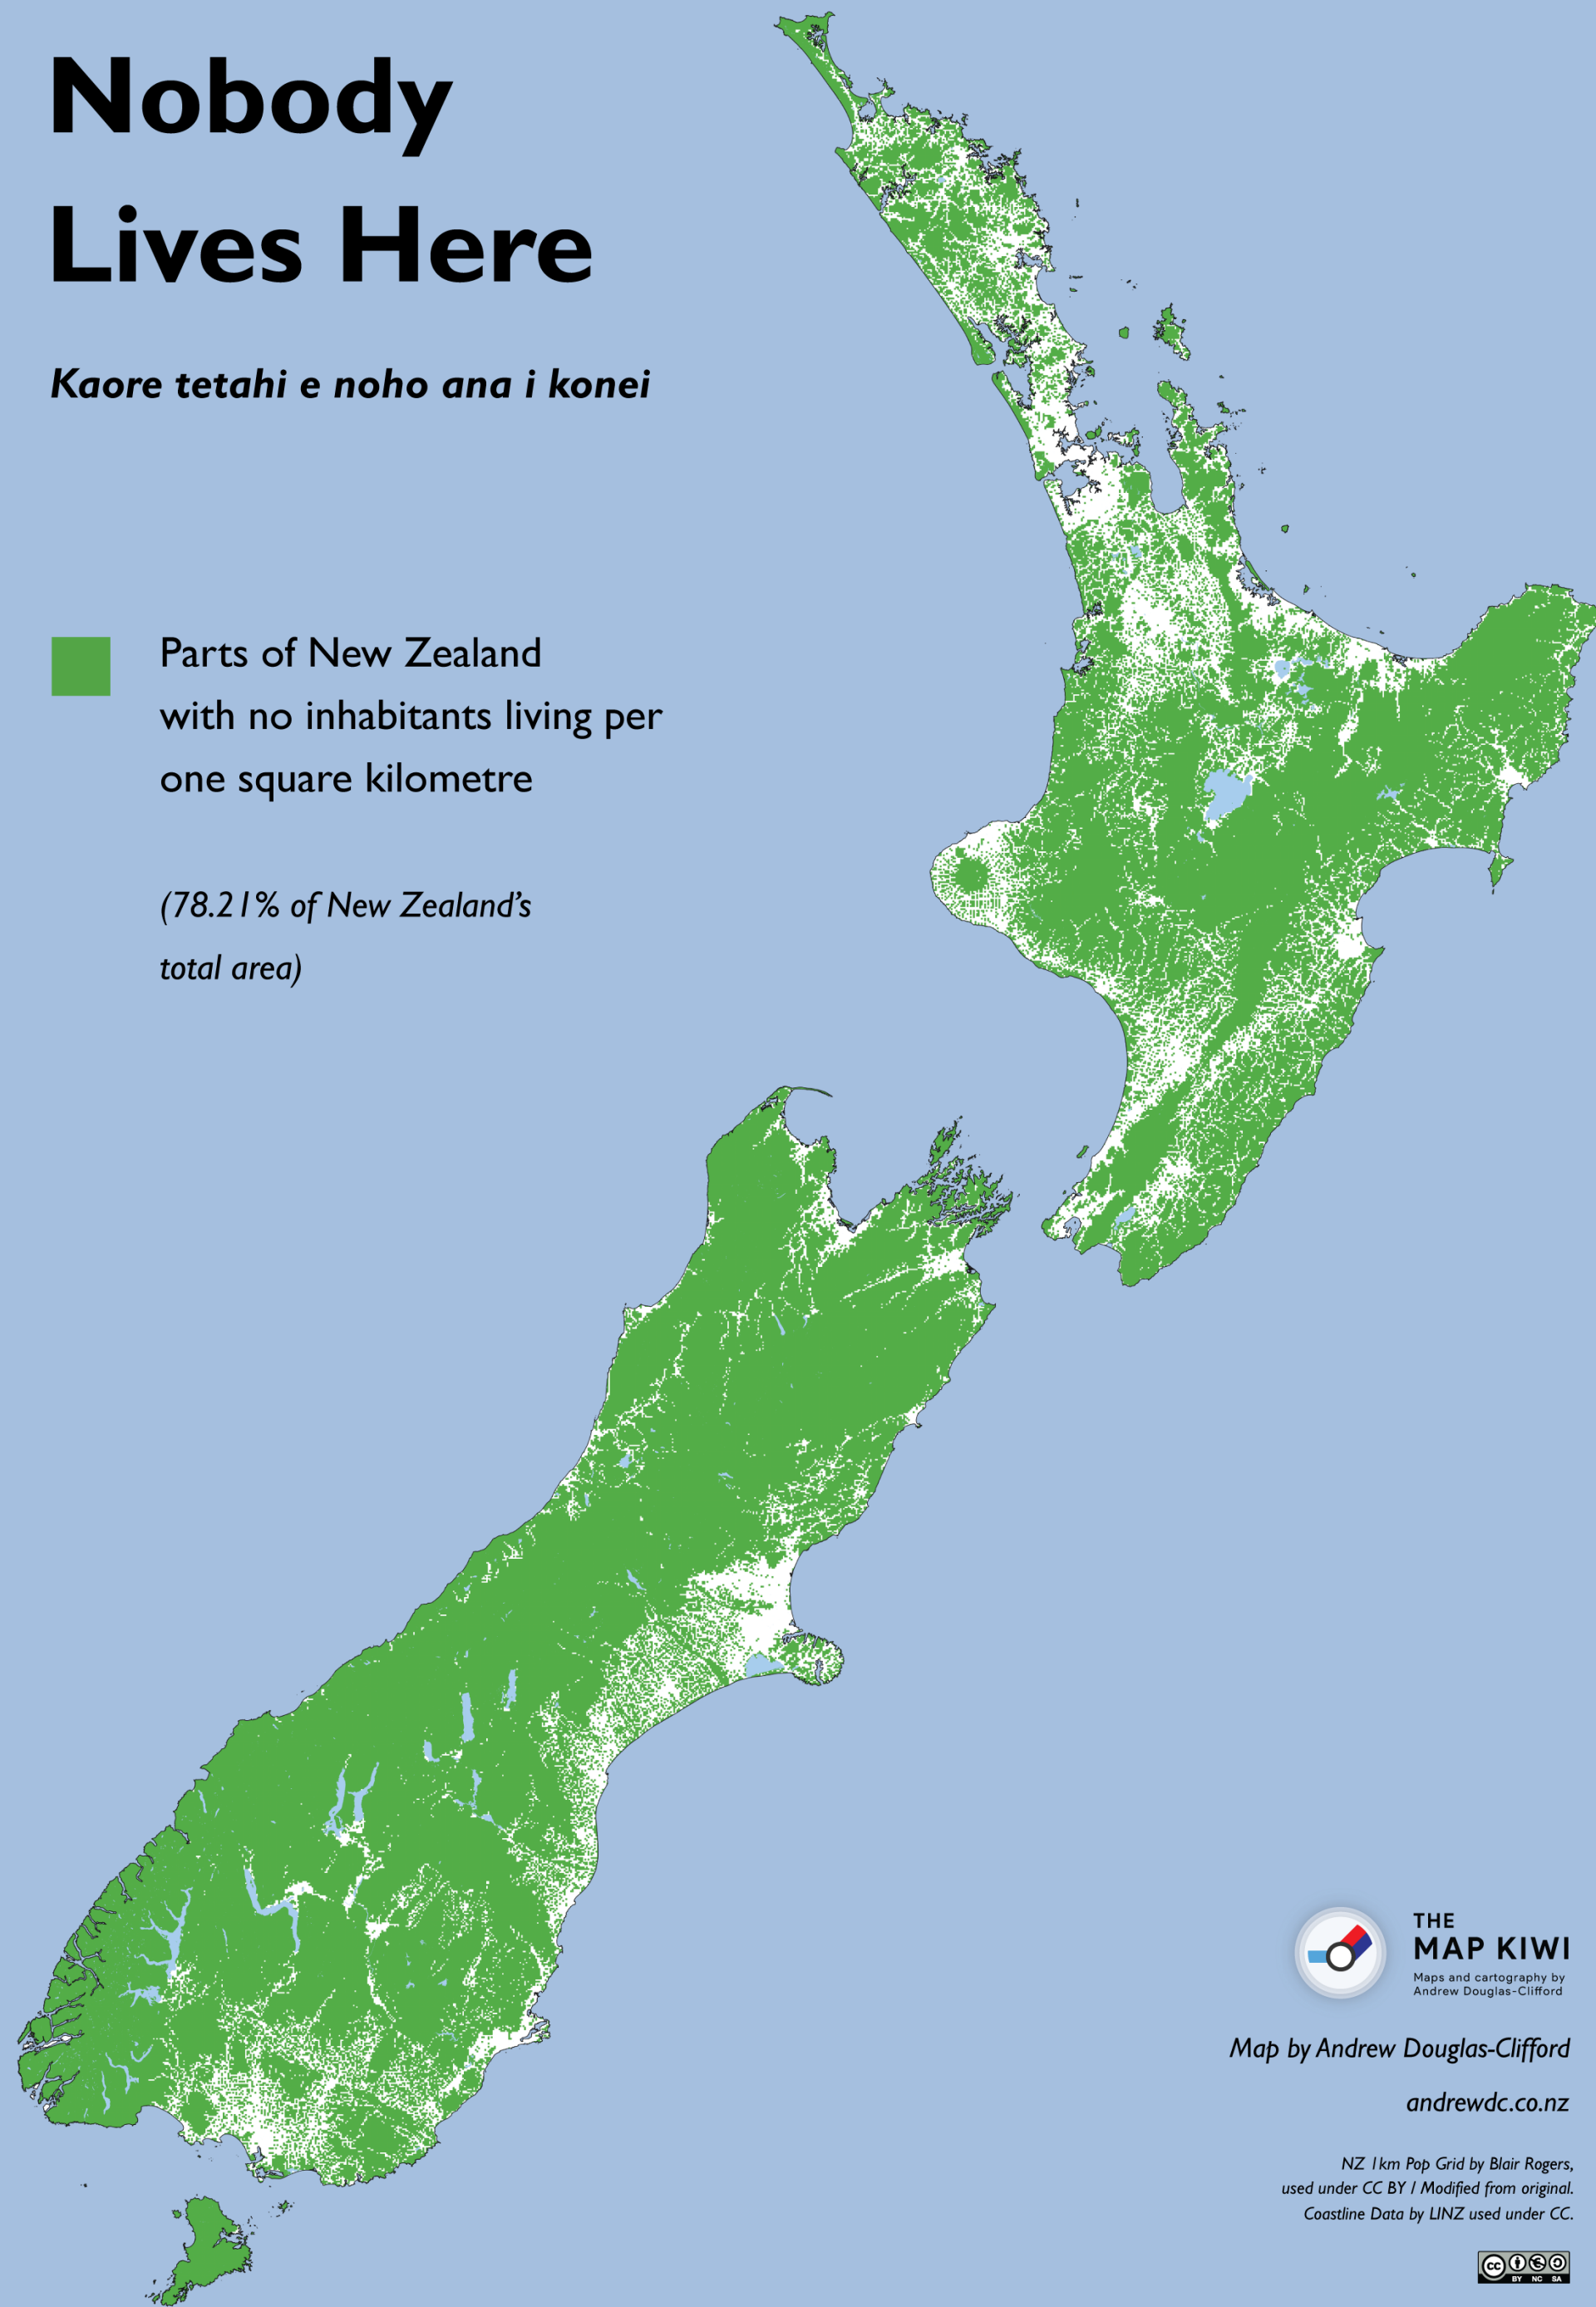 Nobody
Lives Here
Kaore tetahi e noho ana i konei
Parts of New Zealand
with no inhabitants living per
one square kilometre
(78.21% of New Zealand's
total area)
THE
MAP KIWI
Maps and cartography by
Andrew Douglas-Clifford
Map by Andrew Douglas-Clifford
andrewdc.co.nz
NZ 1km Pop Grid by Blair Rogers,
used under CC BY / Modified from original.
Coastline Data by LINZ used under CC.
cc
BY NC SA